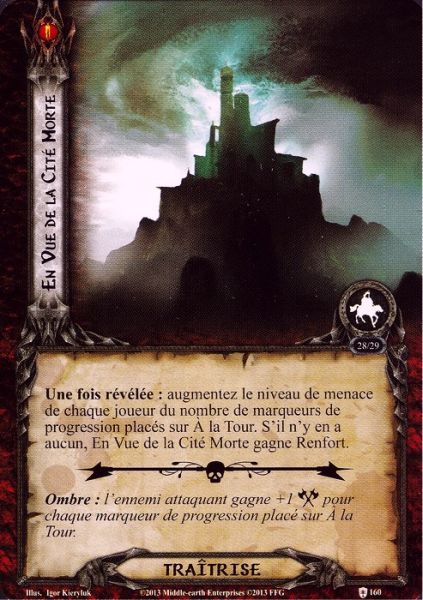 En Vue de la Cité Morte
28/29
Une fois révélée : augmentez le niveau de menace
de chaque joueur du nombre de marqueurs de
progression placés sur À la Tour. S’il n’y en a
aucun, En Vue de la Cité Morte gagne Renfort.
Ombre : l’ennemi attaquant gagne +1 pour
chaque marqueur de progression placé sur À la
Tour.
TRAÎTRISE
Illus. Igor Kieryluk ©2013 Middle-earth Enterprises ©2013 FFG 160